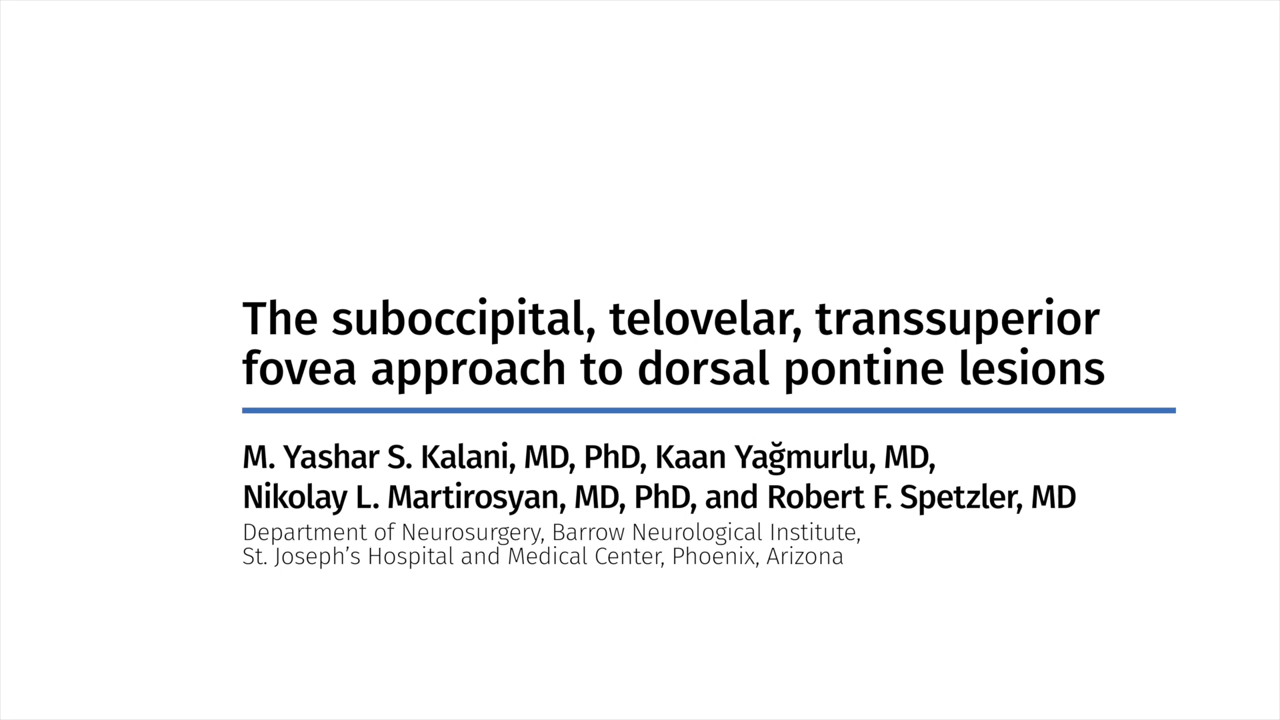 The suboccipital, telovelar, transsuperior
fovea approach to dorsal pontine lesions
M. Yashar S. Kalani, MD, PhD, Kaan Yağmurlu, MD,
Nikolay L. Martirosyan, MD, PhD, and Robert F. Spetzler, MD
Department of Neurosurgery, Barrow Neurological Institute,
St. Joseph’s Hospital and Medical Center, Phoenix, Arizona